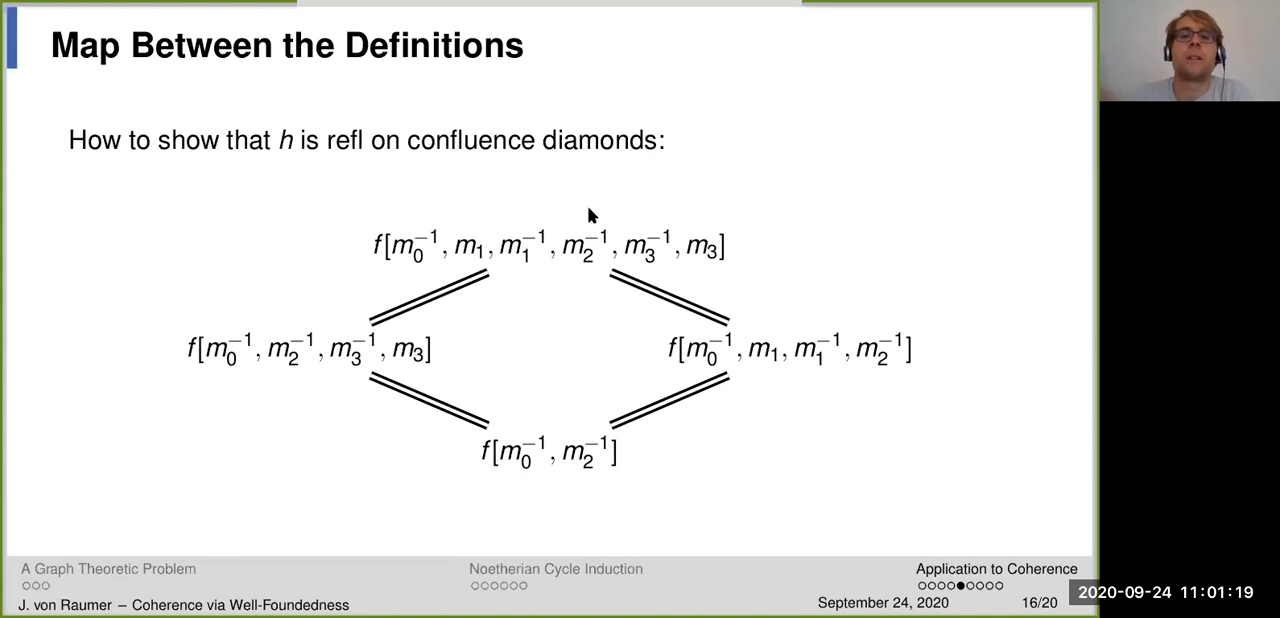 Map Between the Definitions
How to show that h is refl on confluence diamonds:
f[m₀⁻¹, m₁, m₁⁻¹, m₂⁻¹, m₃⁻¹, m₃]
f[m₀⁻¹, m₂⁻¹, m₃⁻¹, m₃] f[m₀⁻¹, m₁, m₁⁻¹, m₂⁻¹]
f[m₀⁻¹, m₂⁻¹]
A Graph Theoretic Problem Noetherian Cycle Induction Application to Coherence
J. von Raumer – Coherence via Well-Foundedness September 24, 2020 16/20
2020-09-24 11:01:19